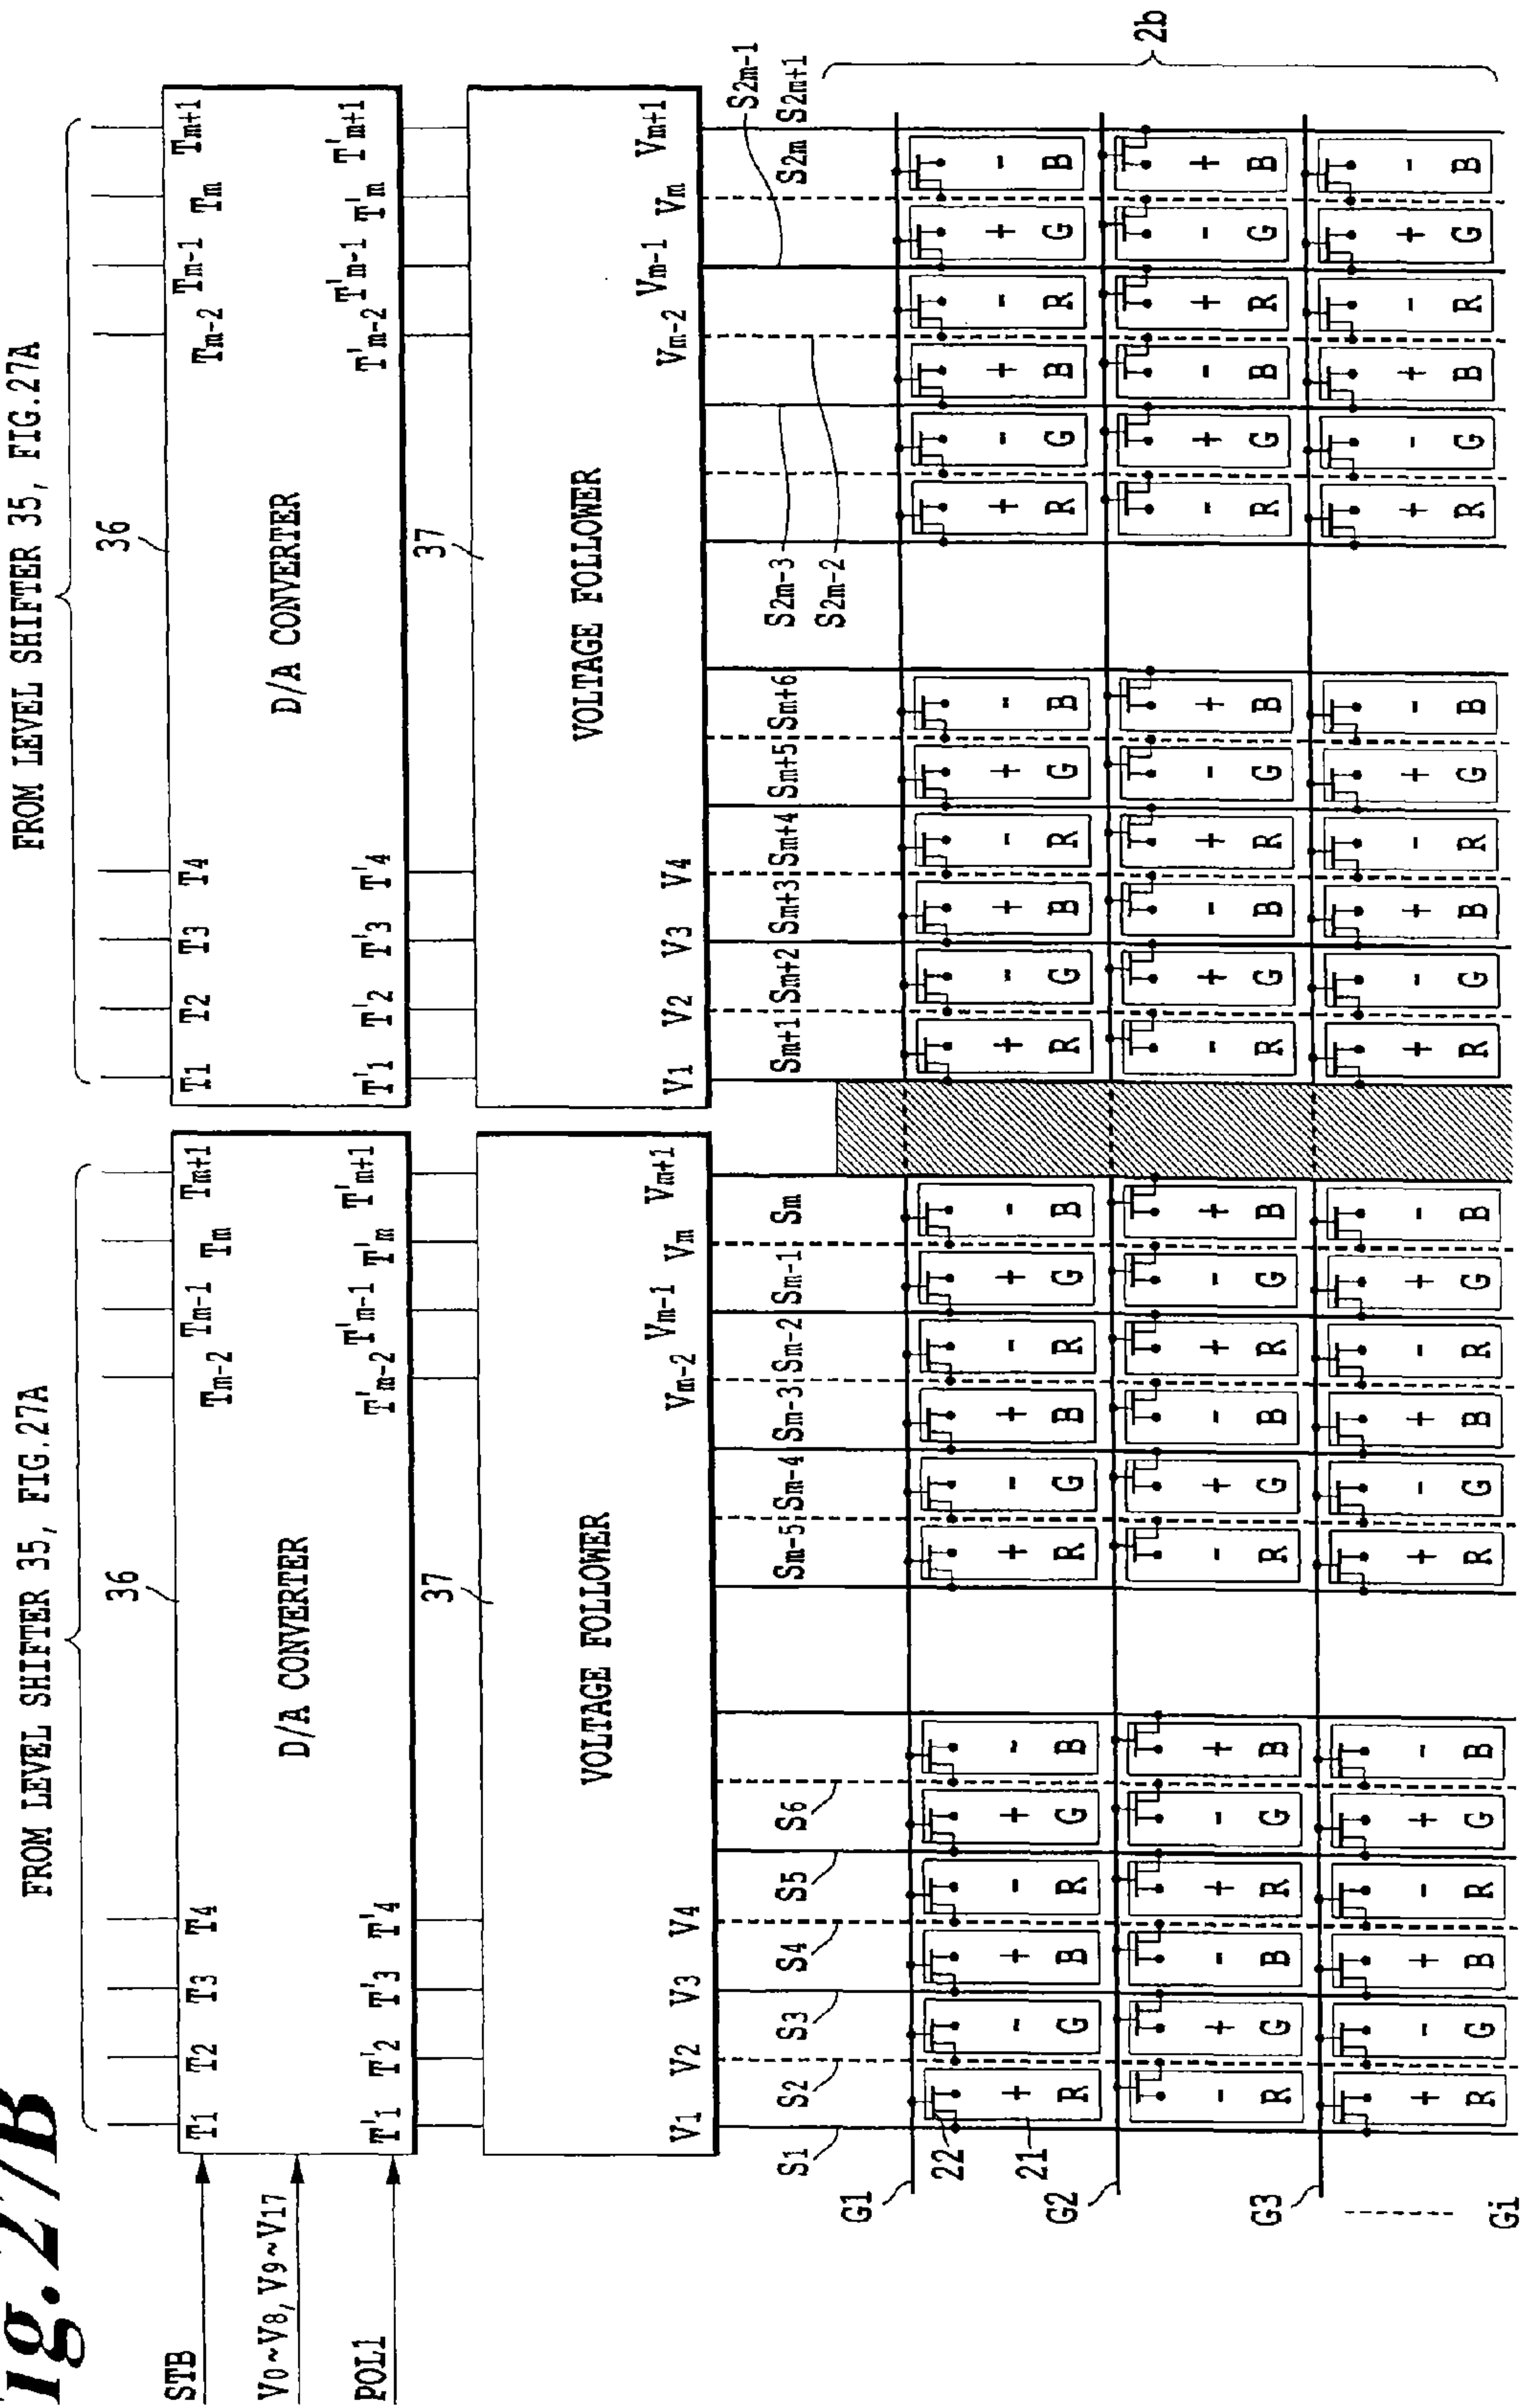 Fig.27B
FROM LEVEL SHIFTER 35, FIG.27A FROM LEVEL SHIFTER 35, FIG.27A
36 36
STB
T1 T2 T3 T4 Tm-2 Tm-1 Tm Tm+1 T1 T2 T3 T4 Tm-2 Tm-1 Tm Tm+1
V0~V8, V9~V17
D/A CONVERTER D/A CONVERTER
POL1
T'1 T'2 T'3 T'4 T'm-2 T'm-1 T'm T'm+1 T'1 T'2 T'3 T'4 T'm-2 T'm-1 T'm T'm+1
37 37
VOLTAGE FOLLOWER VOLTAGE FOLLOWER
V1 V2 V3 V4 Vm-2 Vm-1 Vm Vm+1 V1 V2 V3 V4 Vm-2 Vm-1 Vm Vm+1
S2m-1
S1 S2 S3 S4 S5 S6 Sm-5 Sm-4 Sm-3 Sm-2 Sm-1 Sm Sm+1 Sm+2 Sm+3 Sm+4 Sm+5 Sm+6 S2m-3 S2m S2m+1
S2m-2
2b
G1
22
+ - + - + - + - + - + - + - + - + - + - + - + -
21
R G B R G B R G B R G B R G B R G B R G B R G B
G2
- + - + - + - + - + - + - + - + - + - + - + - +
R G B R G B R G B R G B R G B R G B R G B R G B
G3
+ - + - + - + - + - + - + - + - + - + - + - + -
R G B R G B R G B R G B R G B R G B R G B R G B
Gi